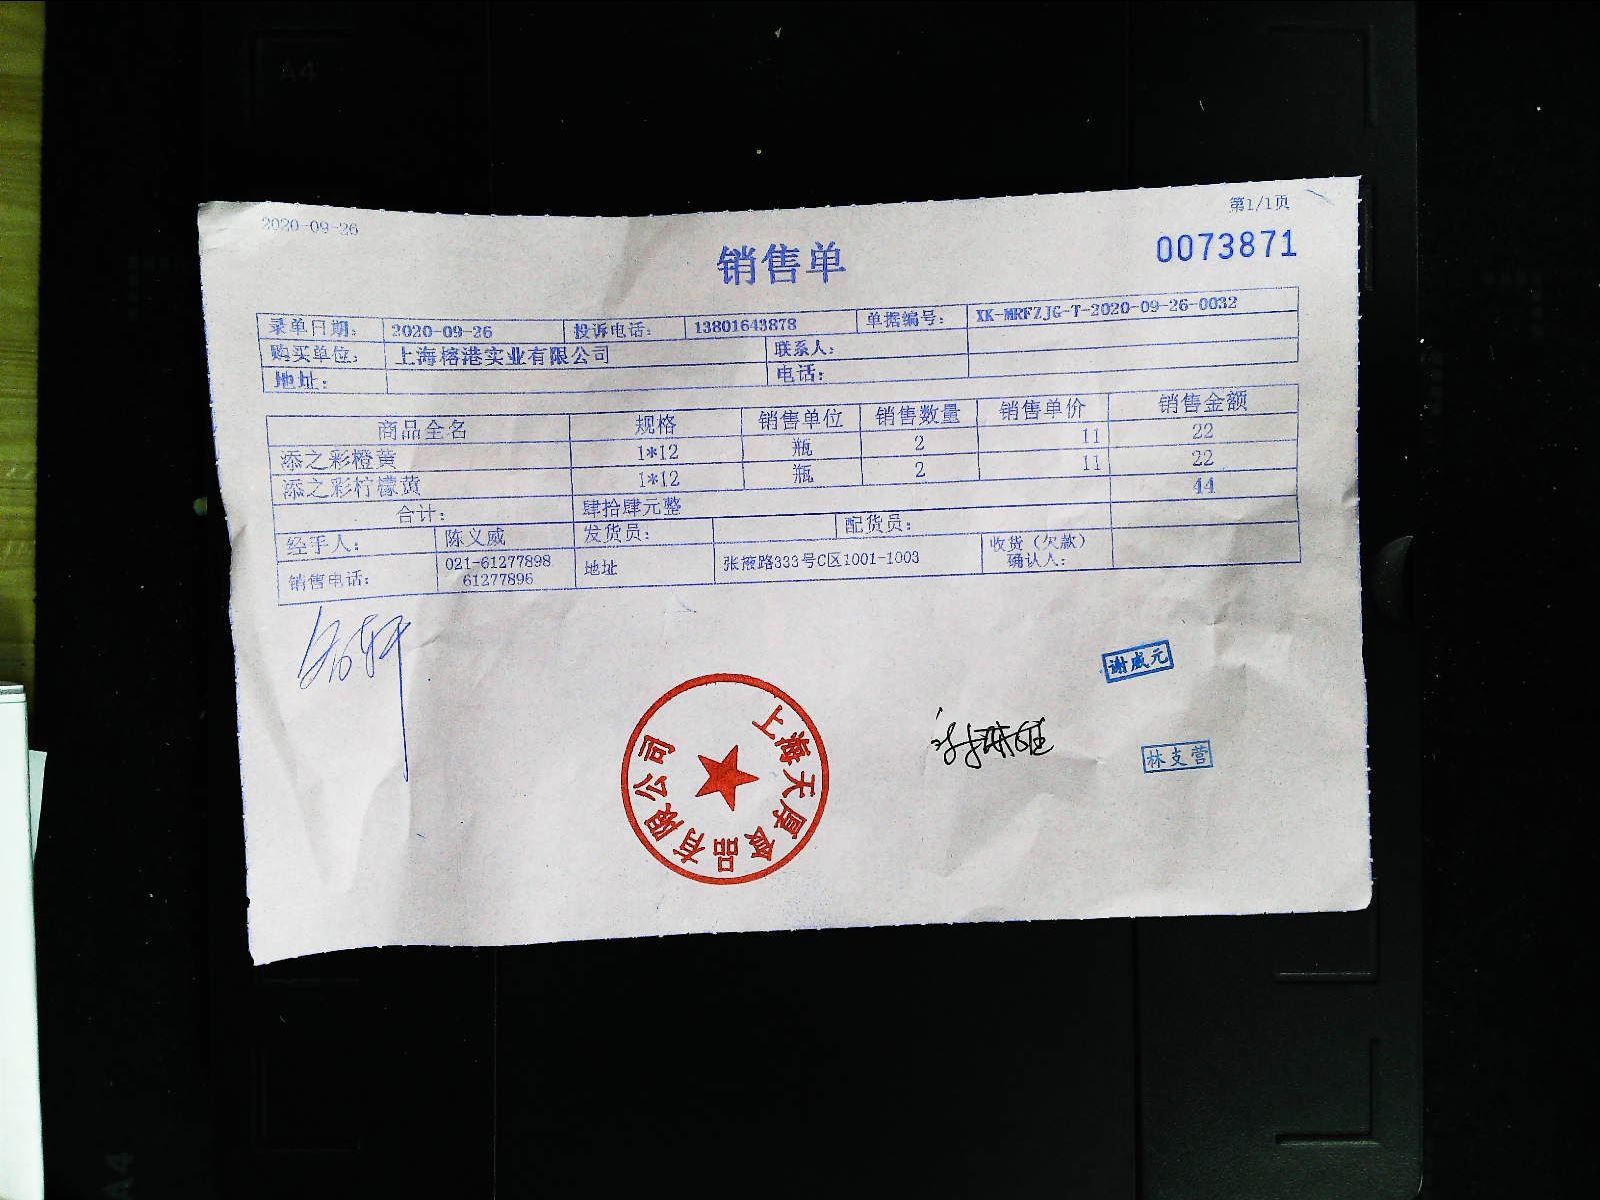 A4
2020-09-26
第1/1页
销售单
0073871
录单日期： 2020-09-26 投诉电话： 13801643878 单据编号： XK-MRFZJG-T-2020-09-26-0032
购买单位： 上海榕港实业有限公司 联系人：
地址： 电话：
商品全名 规格 销售单位 销售数量 销售单价 销售金额
添之彩橙黄 1*12 瓶 2 11 22
添之彩柠檬黄 1*12 瓶 2 11 22
合计： 肆拾肆元整 44
经手人： 陈义威 发货员： 配货员：
销售电话： 021-61277898 61277896 地址 张掖路333号C区1001-1003 收货（欠款）确认人：
谢威元
上海天厚食品有限公司
林支营
A4